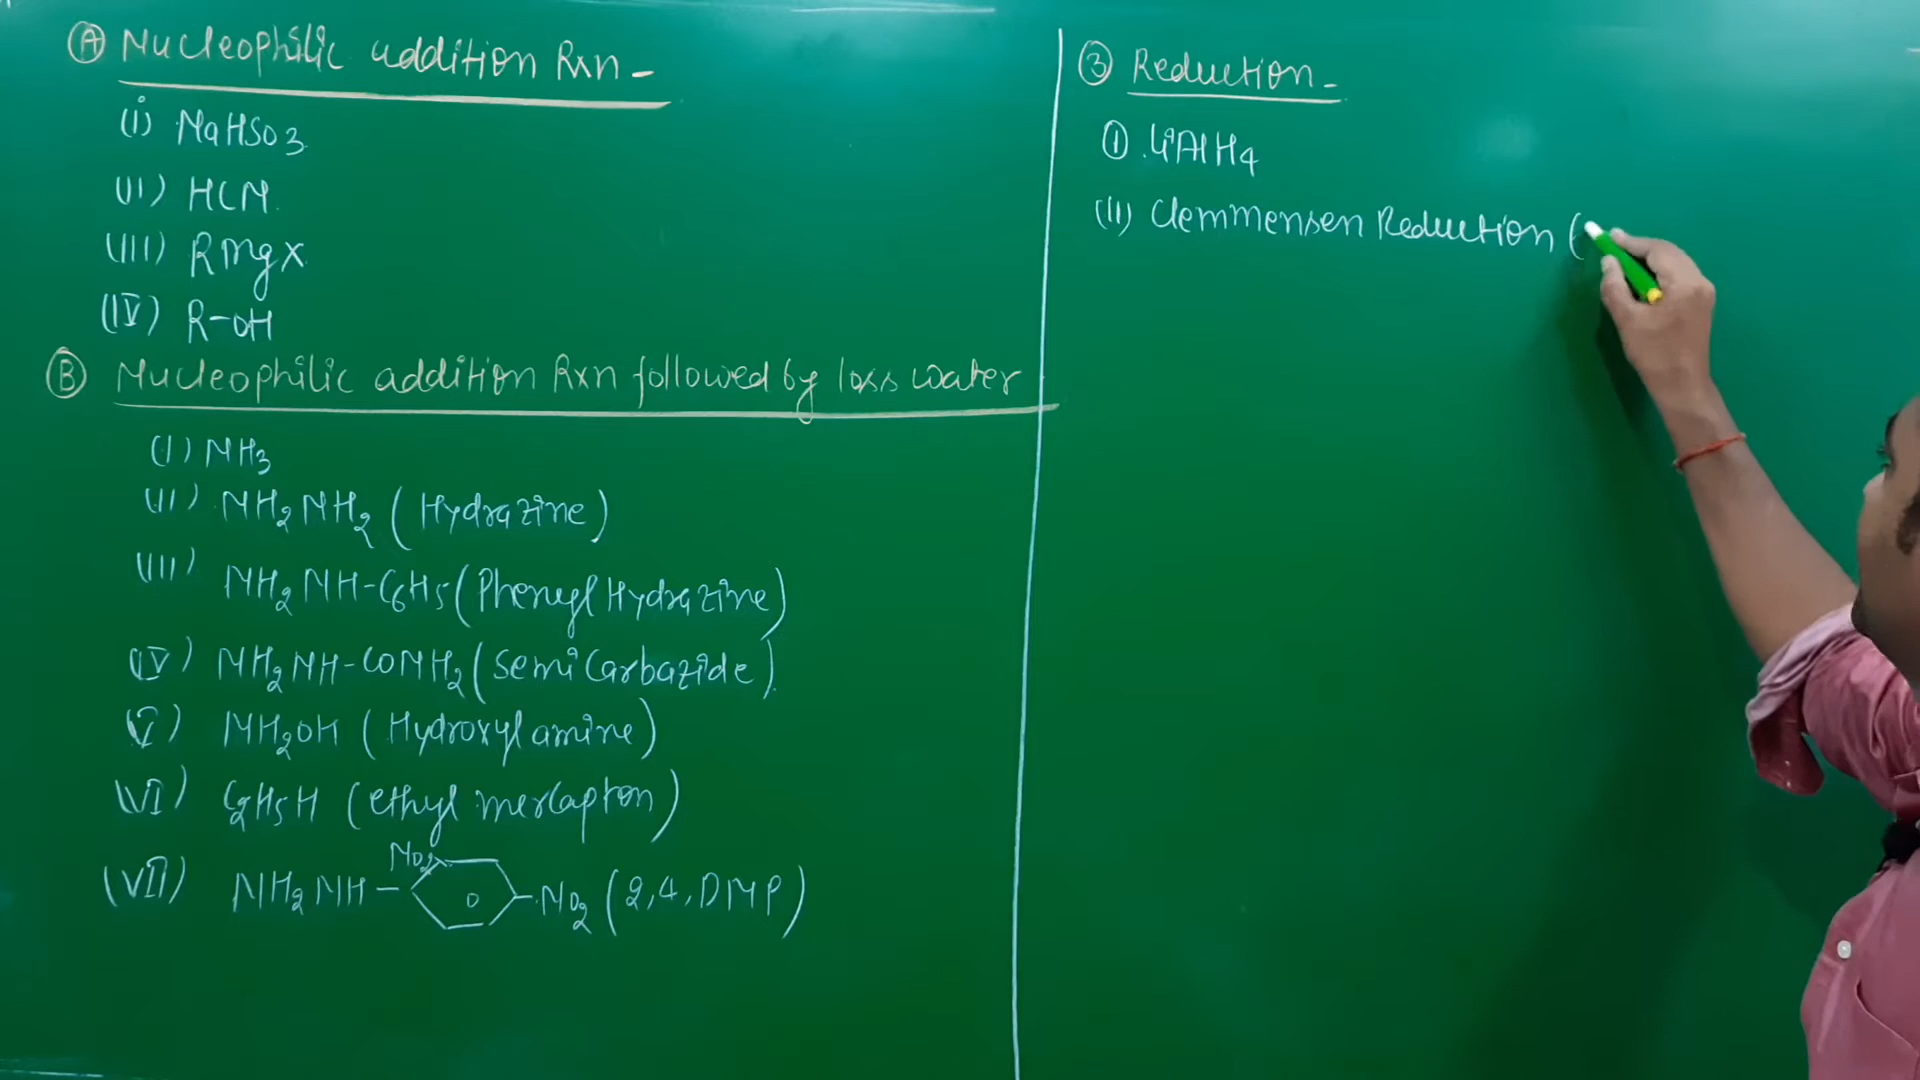 Ⓐ Nucleophilic addition Rxn -
(i) NaHSO3
(II) HCN
(III) RMgX
(IV) R-OH
Ⓑ Nucleophilic addition Rxn followed by loss water
(I) NH3
(II) NH2NH2 (Hydrazine)
(III) NH2NH-C6H5 (Phenyl Hydrazine)
(IV) NH2NH-CONH2 (Semi Carbazide)
(V) NH2OH (Hydroxyl amine)
(VI) C2H5H (ethyl mercapton)
NO2
(VII) NH2NH- -NO2 (2,4, DNP)
③ Reduction -
① LiAlH4
(II) Clemmensen Reduction (